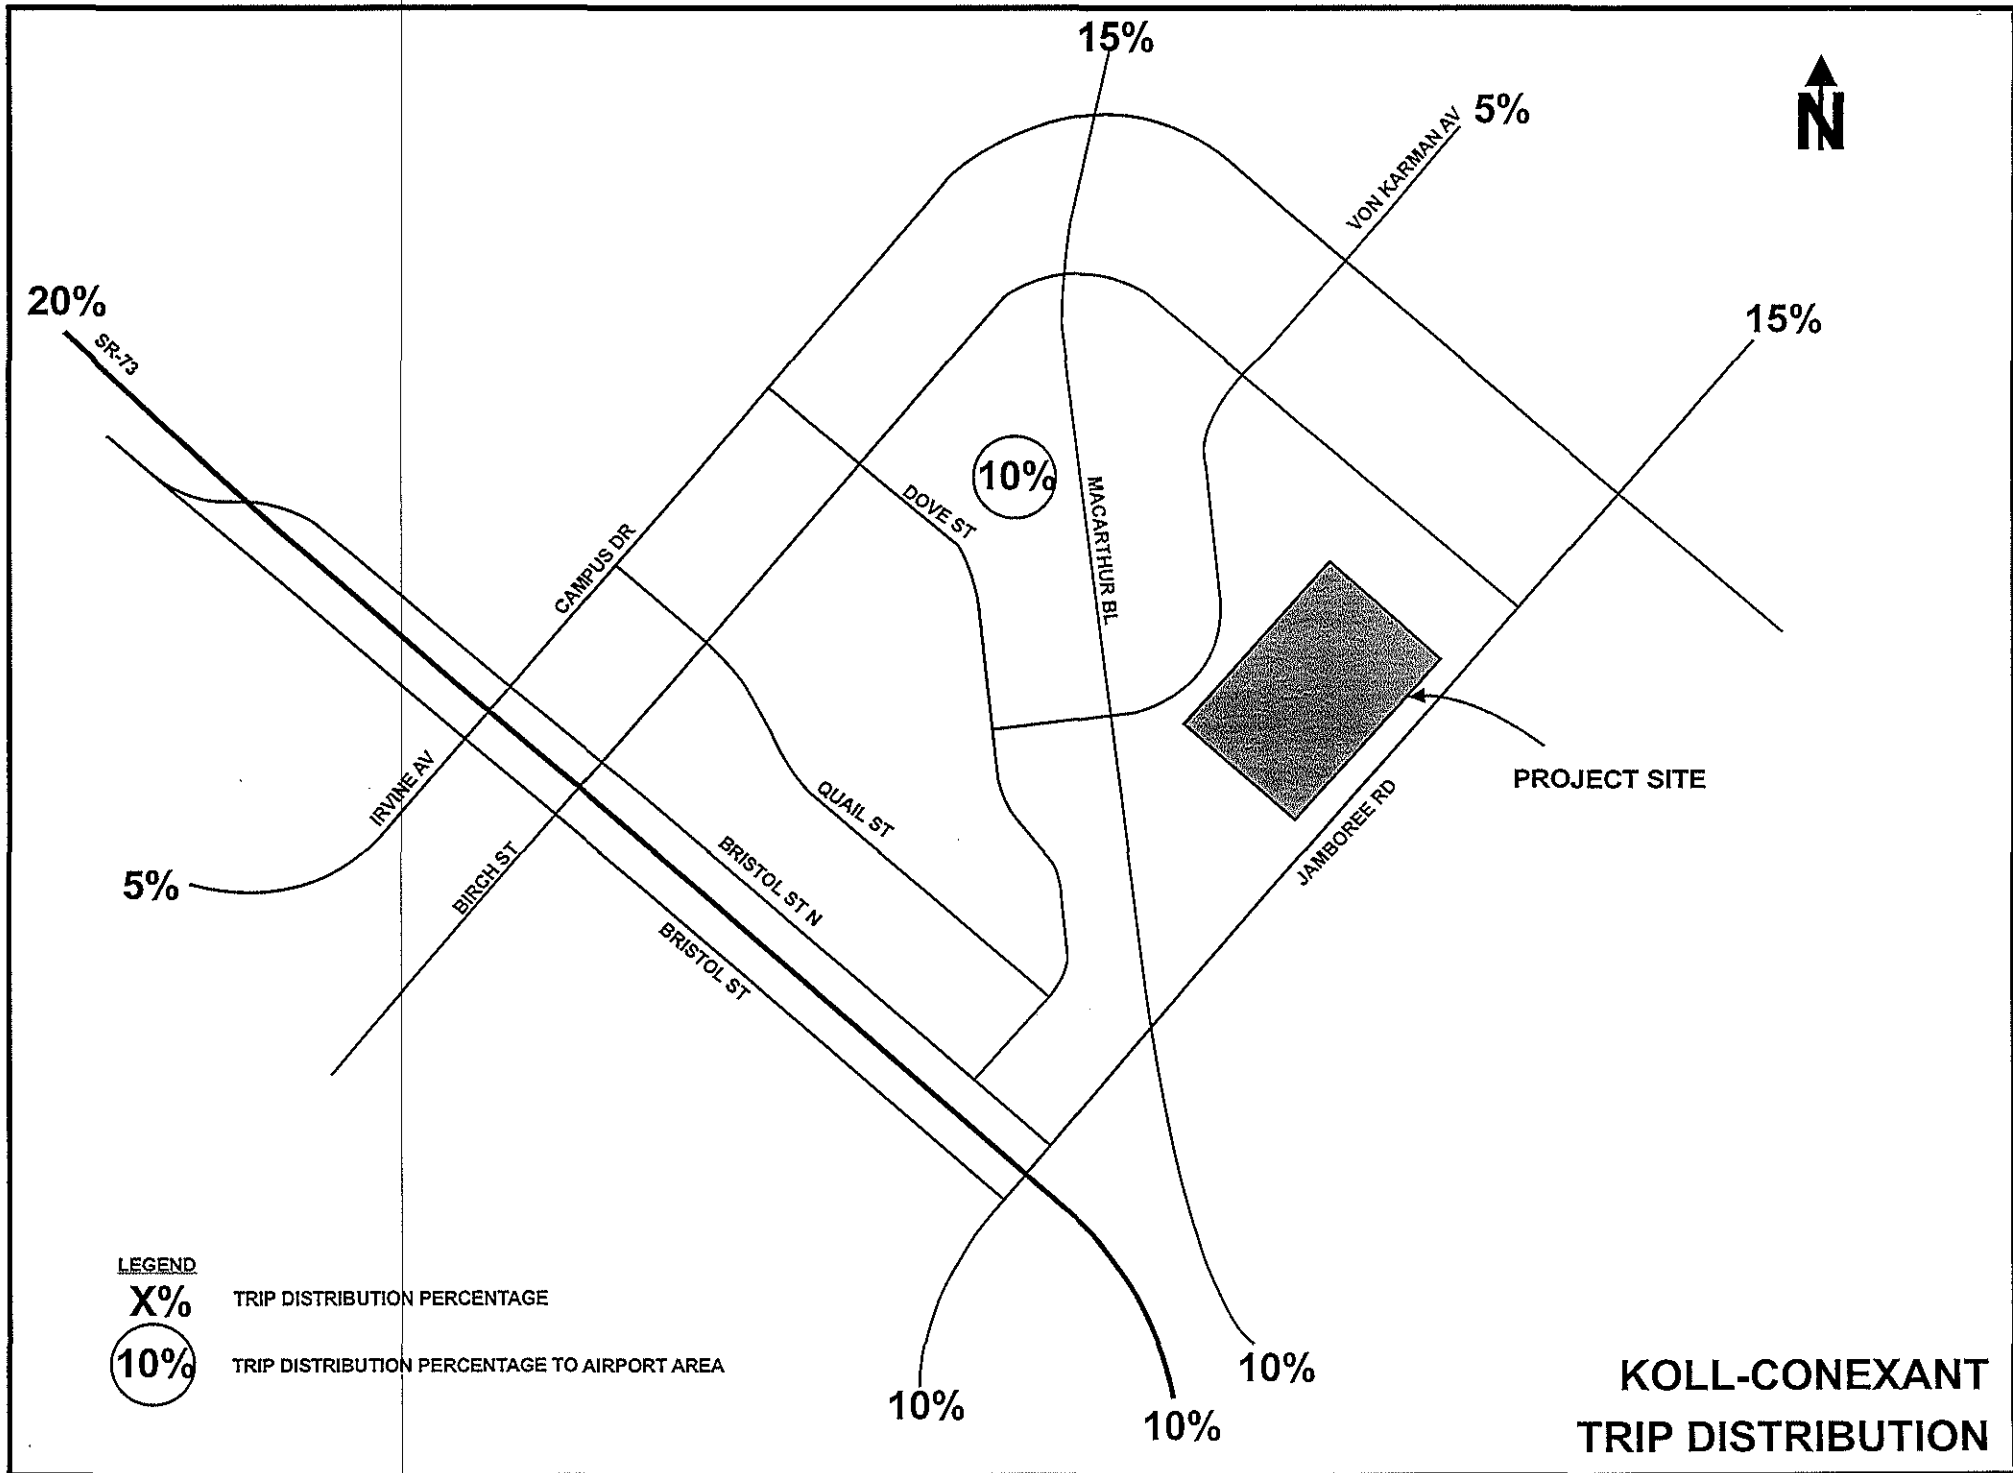 15%
N
5%
VON KARMAN AV
20%
SR-73
15%
10%
DOVE ST
MACARTHUR BL
CAMPUS DR
PROJECT SITE
IRVINE AV
QUAIL ST
JAMBOREE RD
5%
BIRCH ST
BRISTOL ST N
BRISTOL ST
LEGEND
X% TRIP DISTRIBUTION PERCENTAGE
10% TRIP DISTRIBUTION PERCENTAGE TO AIRPORT AREA
10%
10%
10%
KOLL-CONEXANT
TRIP DISTRIBUTION